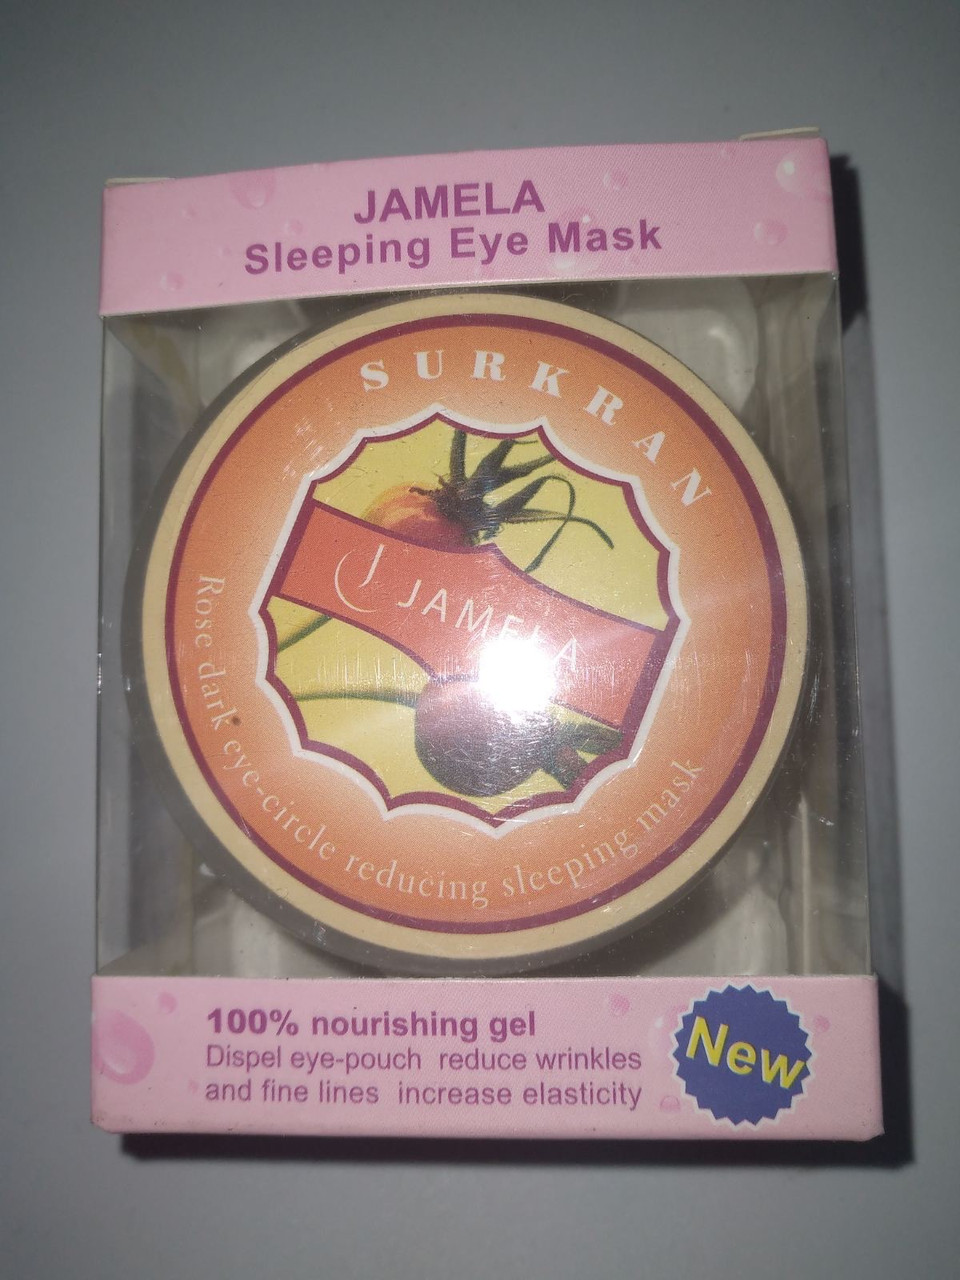 JAMELA
Sleeping Eye Mask
SURKRAN
J JAMELA
Rose dark eye-circle reducing sleeping mask
100% nourishing gel
Dispel eye-pouch reduce wrinkles
and fine lines increase elasticity
New